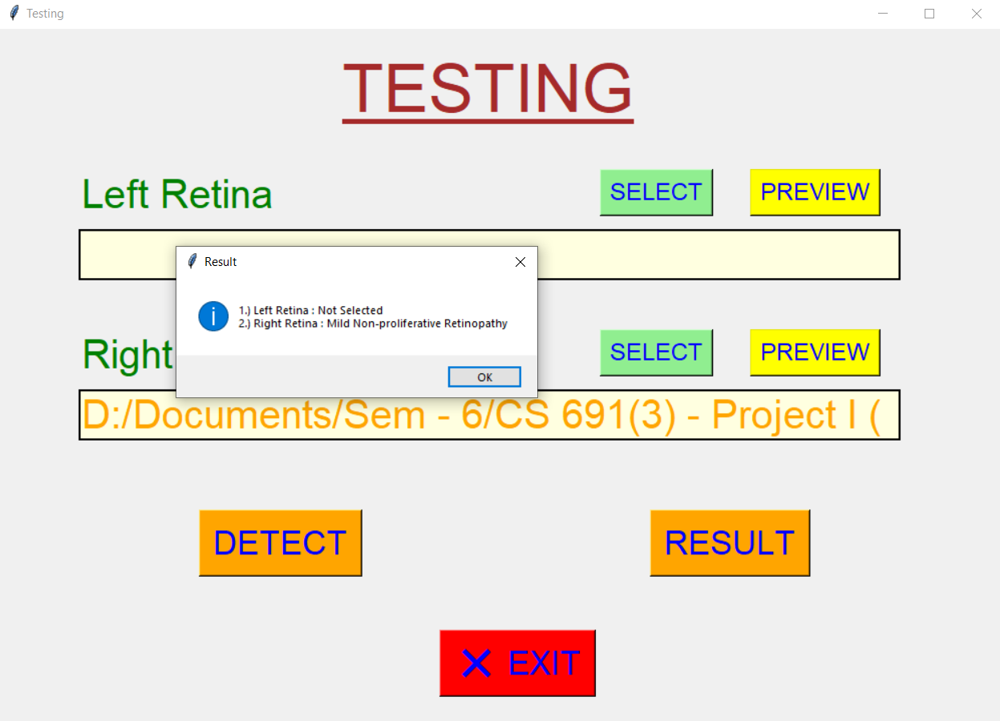 Testing
TESTING
Left Retina
SELECT
PREVIEW
Result
1.) Left Retina : Not Selected
2.) Right Retina : Mild Non-proliferative Retinopathy
OK
Right
SELECT
PREVIEW
D:/Documents/Sem - 6/CS 691(3) - Project I (
DETECT
RESULT
✕ EXIT